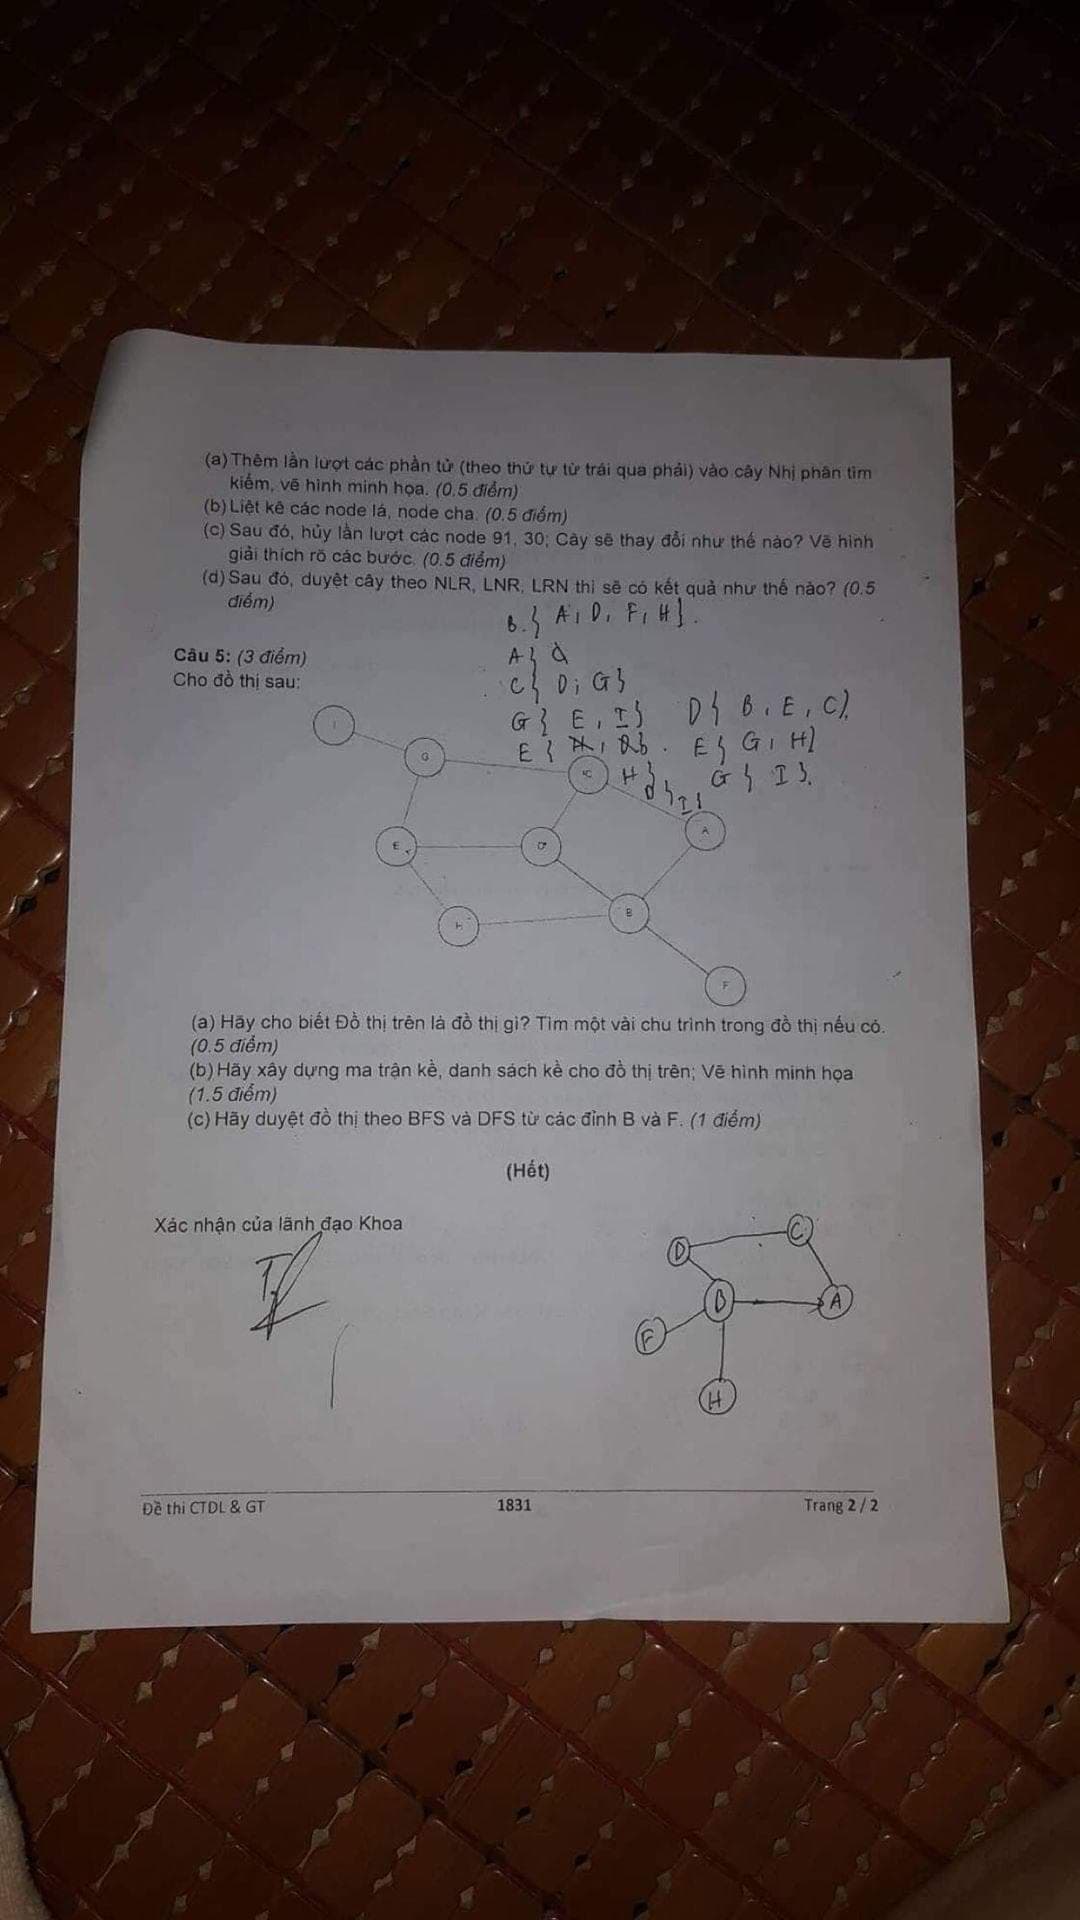 (a) Thêm lần lượt các phần tử (theo thứ tự từ trái qua phải) vào cây Nhị phân tìm
kiếm, vẽ hình minh họa. (0.5 điểm)
(b) Liệt kê các node lá, node cha. (0.5 điểm)
(c) Sau đó, hủy lần lượt các node 91, 30; Cây sẽ thay đổi như thế nào? Vẽ hình
giải thích rõ các bước. (0.5 điểm)
(d) Sau đó, duyệt cây theo NLR, LNR, LRN thì sẽ có kết quả như thế nào? (0.5
điểm)
B. { A, D, F, H }.
Câu 5: (3 điểm)
A {
Cho đồ thị sau:
C { D; G }
G { E, I } D { B, E, C }
E { E { G, H }
H } G { I }.
I
G
C
A
E
D
B
H
F
(a) Hãy cho biết Đồ thị trên là đồ thị gì? Tìm một vài chu trình trong đồ thị nếu có.
(0.5 điểm)
(b) Hãy xây dựng ma trận kề, danh sách kề cho đồ thị trên; Vẽ hình minh họa
(1.5 điểm)
(c) Hãy duyệt đồ thị theo BFS và DFS từ các đỉnh B và F. (1 điểm)
(Hết)
Xác nhận của lãnh đạo Khoa
C
D
B A
F
H
Đề thi CTDL & GT 1831 Trang 2 / 2